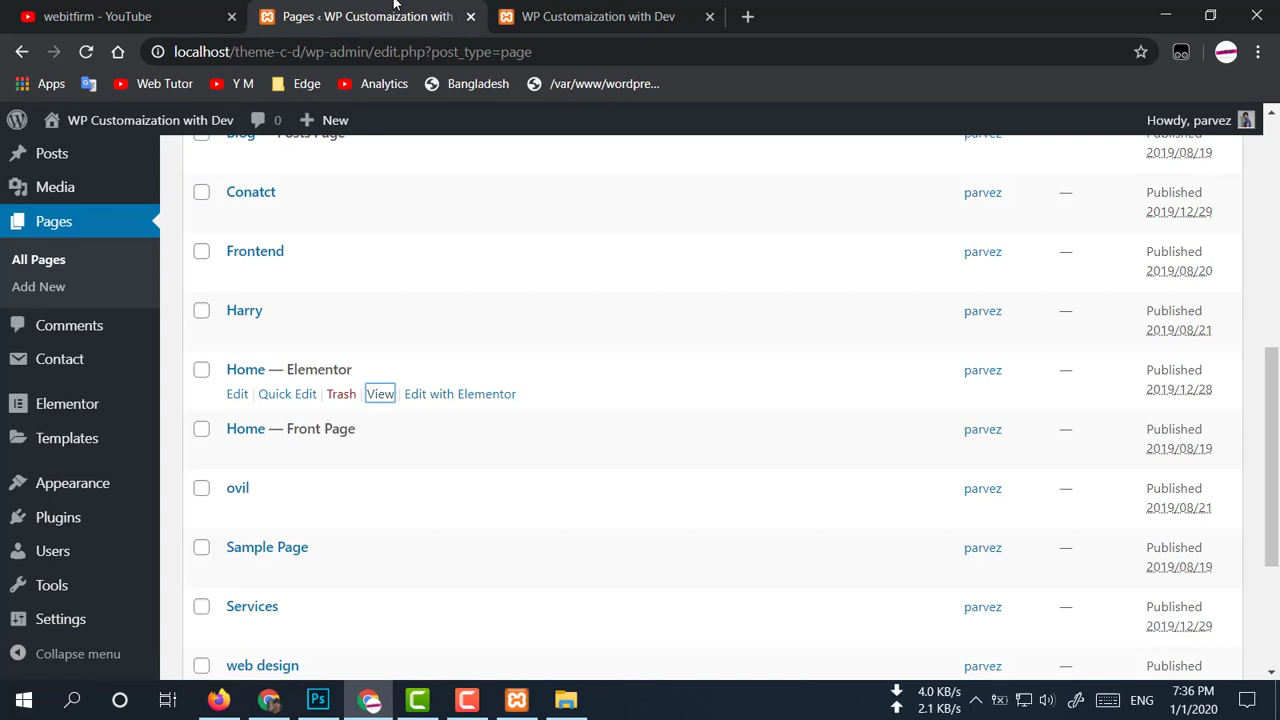 webitfirm - YouTube
Pages ‹ WP Customaization with
WP Customaization with Dev
localhost/theme-c-d/wp-admin/edit.php?post_type=page
Apps
Web Tutor
Y M
Edge
Analytics
Bangladesh
/var/www/wordpre...
WP Customaization with Dev
0
New
Howdy, parvez
Posts
Media
Pages
All Pages
Add New
Comments
Contact
Elementor
Templates
Appearance
Plugins
Users
Tools
Settings
Collapse menu
Blog — Posts Page
2019/08/19
Conatct
parvez
—
Published
2019/12/29
Frontend
parvez
—
Published
2019/08/20
Harry
parvez
—
Published
2019/08/21
Home — Elementor
parvez
—
Published
2019/12/28
Edit | Quick Edit | Trash | View | Edit with Elementor
Home — Front Page
parvez
—
Published
2019/08/19
ovil
parvez
—
Published
2019/08/21
Sample Page
parvez
—
Published
2019/08/19
Services
parvez
—
Published
2019/12/29
web design
parvez
—
Published
Ps
4.0 KB/s
2.1 KB/s
ENG
7:36 PM
1/1/2020